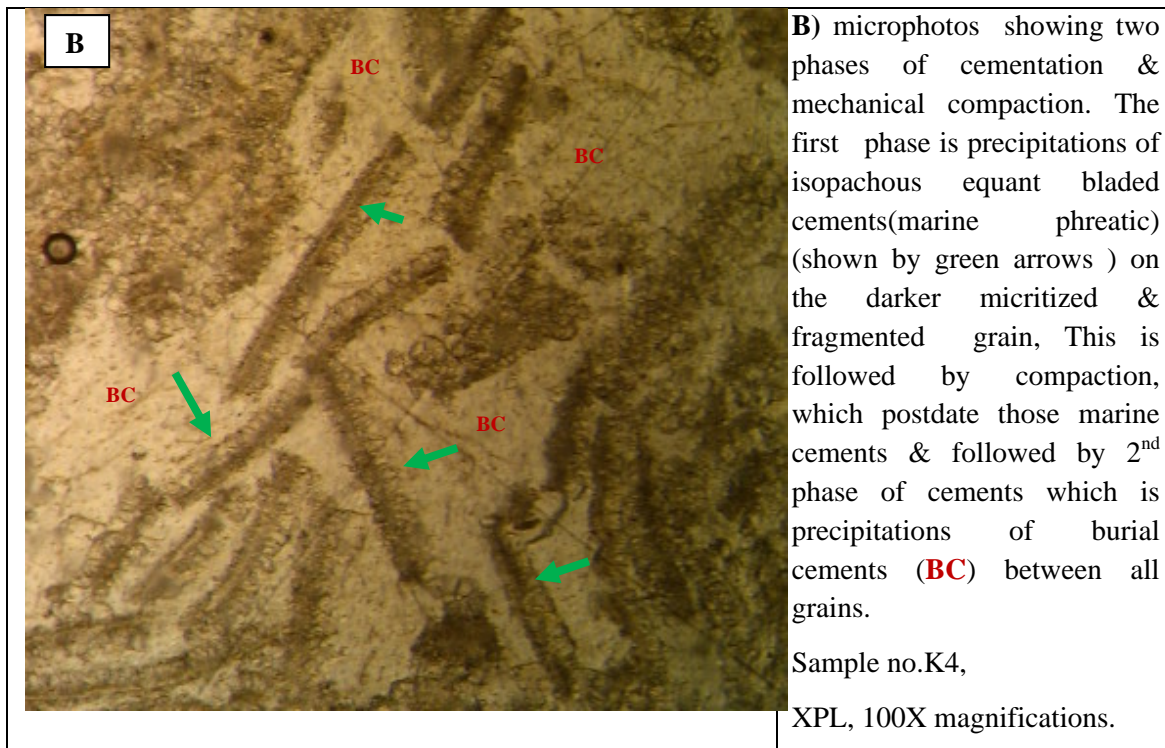 B
BC
BC
BC
BC
B) microphotos showing two
phases of cementation &
mechanical compaction. The
first phase is precipitations of
isopachous equant bladed
cements(marine phreatic)
(shown by green arrows ) on
the darker micritized &
fragmented grain, This is
followed by compaction,
which postdate those marine
cements & followed by 2nd
phase of cements which is
precipitations of burial
cements (BC) between all
grains.
Sample no.K4,
XPL, 100X magnifications.